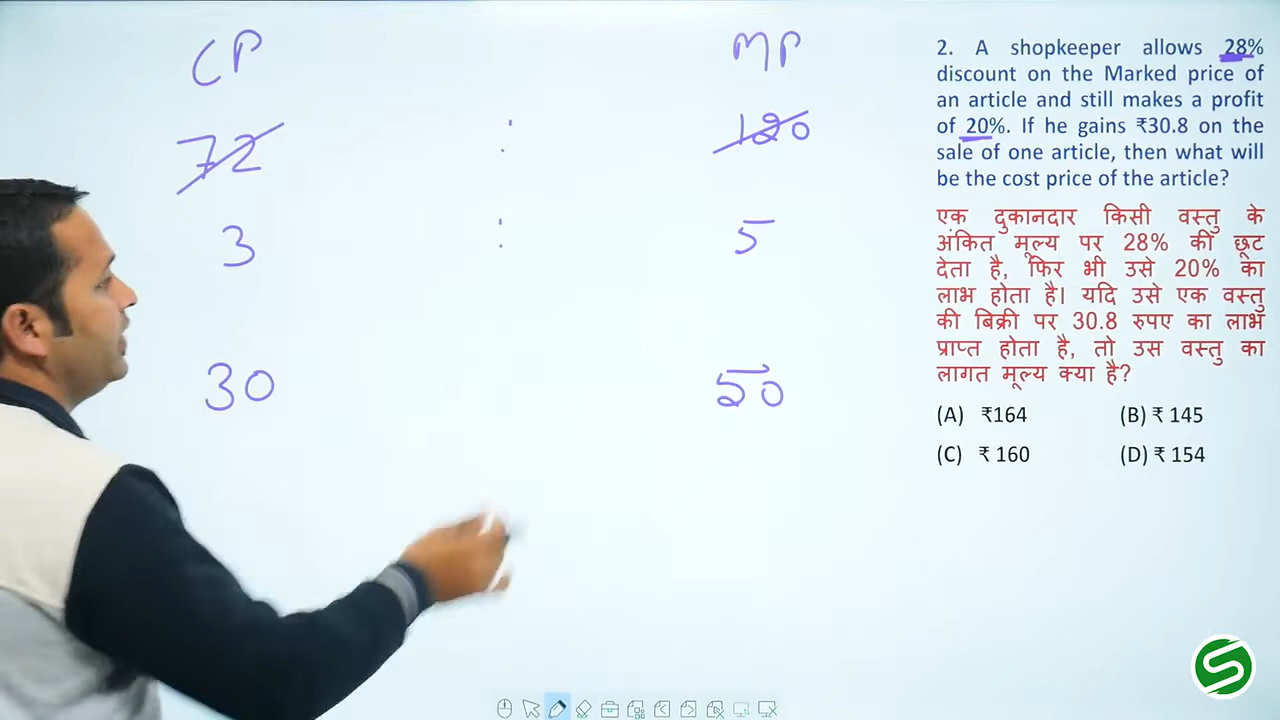 CP MP
72 : 120
3 : 5
30 50
2. A shopkeeper allows 28%
discount on the Marked price of
an article and still makes a profit
of 20%. If he gains ₹30.8 on the
sale of one article, then what will
be the cost price of the article?
एक दुकानदार किसी वस्तु के
अंकित मूल्य पर 28% की छूट
देता है, फिर भी उसे 20% का
लाभ होता है। यदि उसे एक वस्तु
की बिक्री पर 30.8 रुपए का लाभ
प्राप्त होता है, तो उस वस्तु का
लागत मूल्य क्या है?
(A) ₹164 (B) ₹ 145
(C) ₹ 160 (D) ₹ 154
S